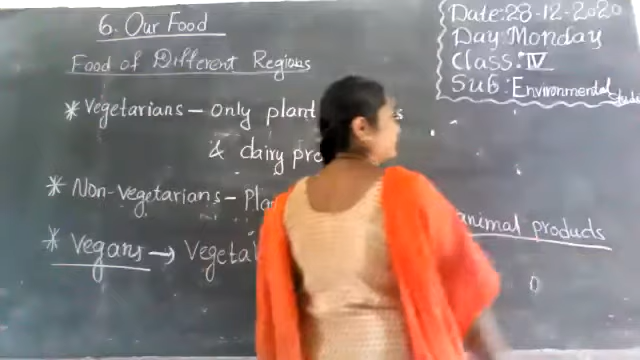 6. Our Food
Food of Different Regions
* Vegetarians – only plant
& dairy pro
* Non-Vegetarians – Pla
animal products
* Vegans → Vegeta
Date: 28-12-2020
Day: Monday
Class: IV
Sub: Environmental Studi